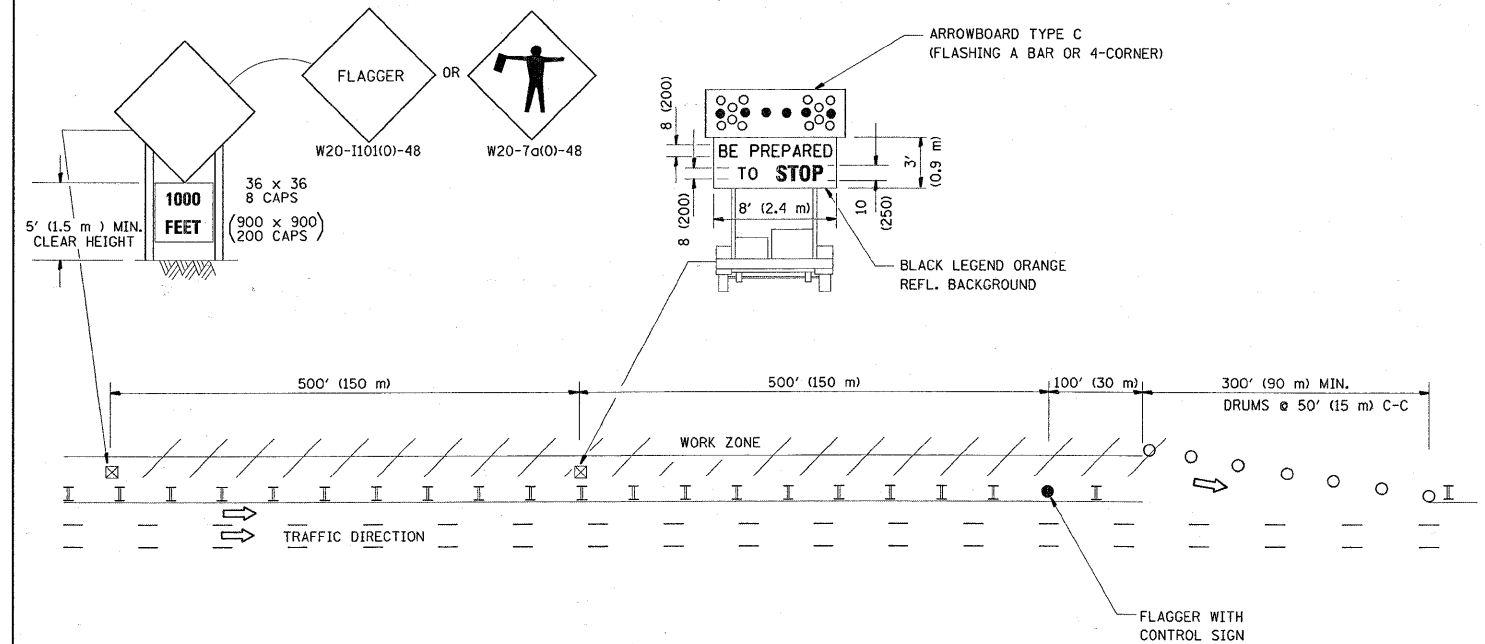 ARROWBOARD TYPE C
(FLASHING A BAR OR 4-CORNER)
FLAGGER
OR
W20-I101(O)-48
W20-7a(O)-48
8 (200)
BE PREPARED
TO STOP
3'
(0.9 m)
8 (200)
8' (2.4 m)
10
(250)
1000
FEET
36 x 36
8 CAPS
(900 x 900)
(200 CAPS)
5' (1.5 m ) MIN.
CLEAR HEIGHT
BLACK LEGEND ORANGE
REFL. BACKGROUND
500' (150 m)
500' (150 m)
100' (30 m)
300' (90 m) MIN.
DRUMS @ 50' (15 m) C-C
WORK ZONE
TRAFFIC DIRECTION
FLAGGER WITH
CONTROL SIGN